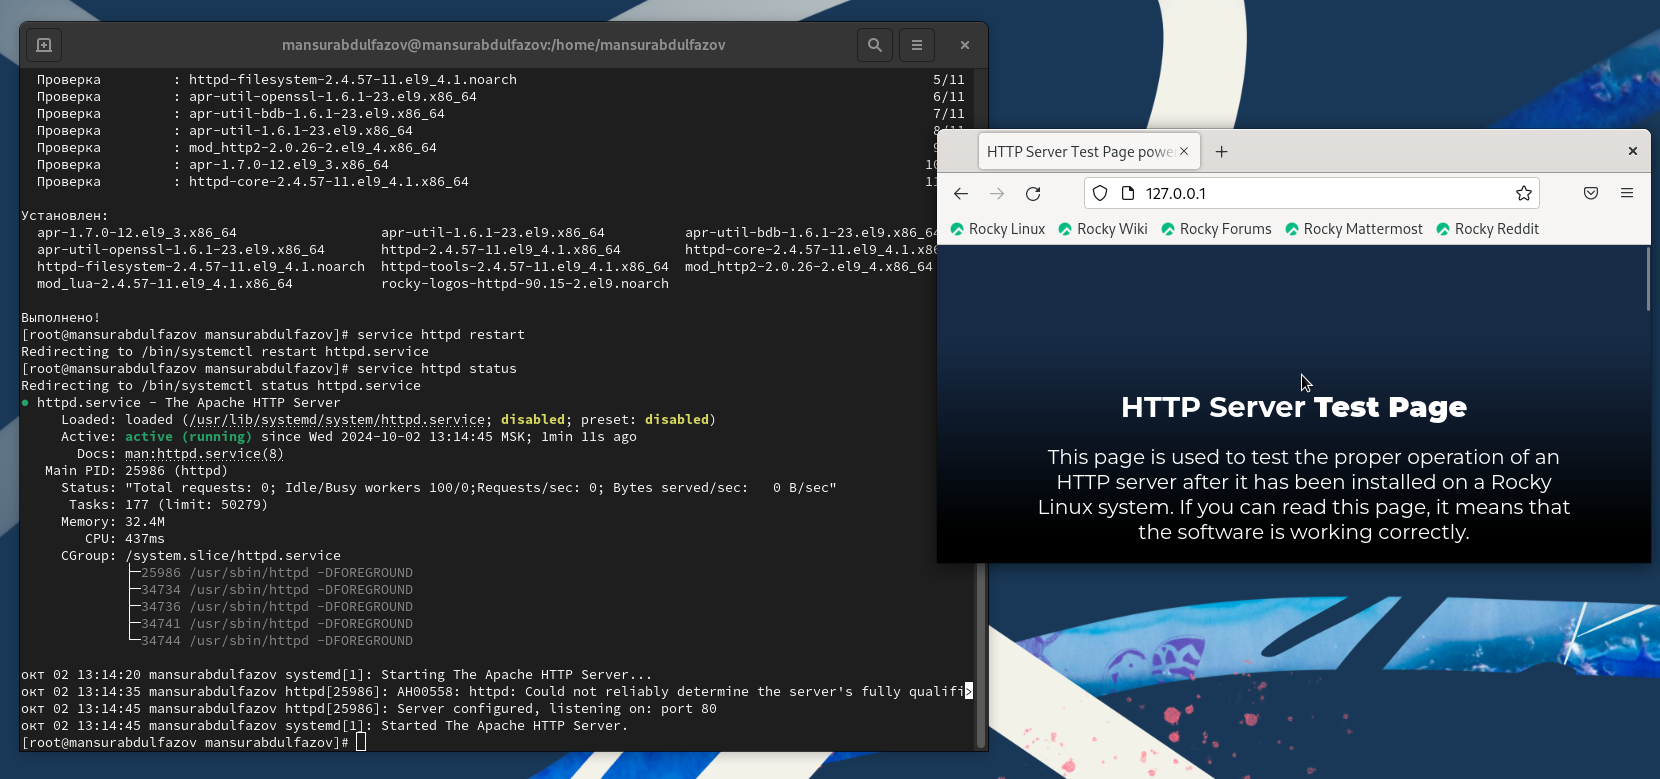 mansurabdulfazov@mansurabdulfazov:/home/mansurabdulfazov
Проверка : httpd-filesystem-2.4.57-11.el9_4.1.noarch 5/11
Проверка : apr-util-openssl-1.6.1-23.el9.x86_64 6/11
Проверка : apr-util-bdb-1.6.1-23.el9.x86_64 7/11
Проверка : apr-util-1.6.1-23.el9.x86_64 8/11
Проверка : mod_http2-2.0.26-2.el9_4.x86_64 9
Проверка : apr-1.7.0-12.el9_3.x86_64 10
Проверка : httpd-core-2.4.57-11.el9_4.1.x86_64 11
Установлен:
apr-1.7.0-12.el9_3.x86_64 apr-util-1.6.1-23.el9.x86_64 apr-util-bdb-1.6.1-23.el9.x86_64
apr-util-openssl-1.6.1-23.el9.x86_64 httpd-2.4.57-11.el9_4.1.x86_64 httpd-core-2.4.57-11.el9_4.1.x86_64
httpd-filesystem-2.4.57-11.el9_4.1.noarch httpd-tools-2.4.57-11.el9_4.1.x86_64 mod_http2-2.0.26-2.el9_4.x86_64
mod_lua-2.4.57-11.el9_4.1.x86_64 rocky-logos-httpd-90.15-2.el9.noarch
Выполнено!
[root@mansurabdulfazov mansurabdulfazov]# service httpd restart
Redirecting to /bin/systemctl restart httpd.service
[root@mansurabdulfazov mansurabdulfazov]# service httpd status
Redirecting to /bin/systemctl status httpd.service
● httpd.service - The Apache HTTP Server
Loaded: loaded (/usr/lib/systemd/system/httpd.service; disabled; preset: disabled)
Active: active (running) since Wed 2024-10-02 13:14:45 MSK; 1min 11s ago
Docs: man:httpd.service(8)
Main PID: 25986 (httpd)
Status: "Total requests: 0; Idle/Busy workers 100/0;Requests/sec: 0; Bytes served/sec:   0 B/sec"
Tasks: 177 (limit: 50279)
Memory: 32.4M
CPU: 437ms
CGroup: /system.slice/httpd.service
├─25986 /usr/sbin/httpd -DFOREGROUND
├─34734 /usr/sbin/httpd -DFOREGROUND
├─34736 /usr/sbin/httpd -DFOREGROUND
├─34741 /usr/sbin/httpd -DFOREGROUND
└─34744 /usr/sbin/httpd -DFOREGROUND
окт 02 13:14:20 mansurabdulfazov systemd[1]: Starting The Apache HTTP Server...
окт 02 13:14:35 mansurabdulfazov httpd[25986]: AH00558: httpd: Could not reliably determine the server's fully qualifi>
окт 02 13:14:45 mansurabdulfazov httpd[25986]: Server configured, listening on: port 80
окт 02 13:14:45 mansurabdulfazov systemd[1]: Started The Apache HTTP Server.
[root@mansurabdulfazov mansurabdulfazov]#
HTTP Server Test Page powe
127.0.0.1
Rocky Linux Rocky Wiki Rocky Forums Rocky Mattermost Rocky Reddit
HTTP Server Test Page
This page is used to test the proper operation of an
HTTP server after it has been installed on a Rocky
Linux system. If you can read this page, it means that
the software is working correctly.